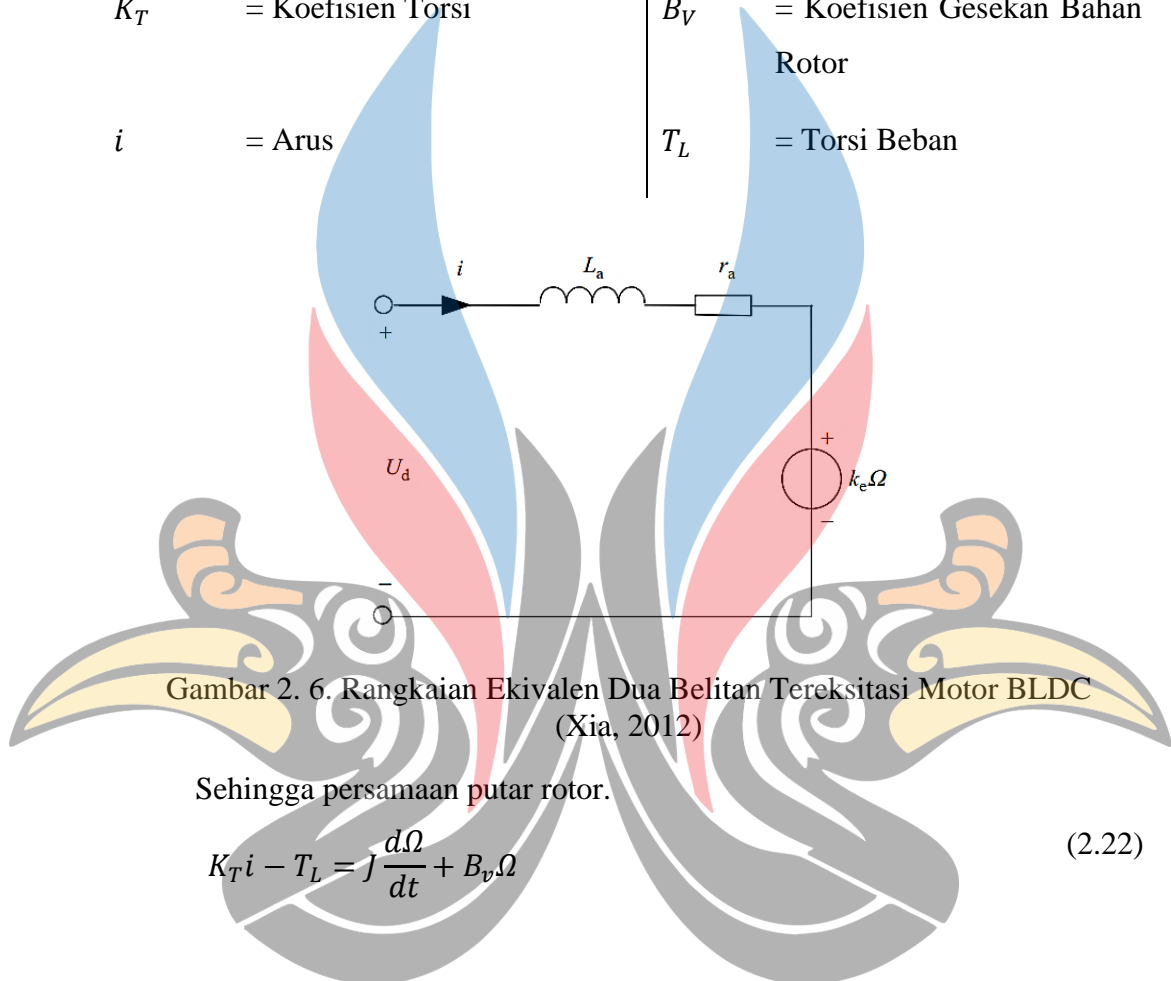 K_T = Koefisien Torsi
B_V = Koefisien Gesekan Bahan
Rotor
i = Arus
T_L = Torsi Beban
i
L_a
r_a
+
U_d
+
k_eΩ
−
−
Gambar 2. 6. Rangkaian Ekivalen Dua Belitan Tereksitasi Motor BLDC
(Xia, 2012)
Sehingga persamaan putar rotor.
K_T i − T_L = J dΩ/dt + B_v Ω (2.22)